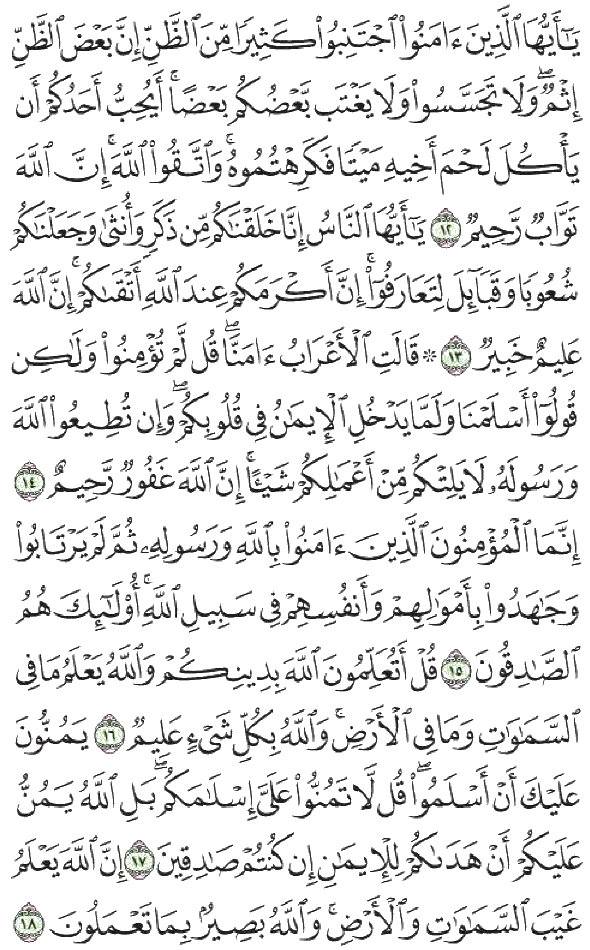 يَـٰٓأَيُّهَا ٱلَّذِينَ ءَامَنُوا۟ ٱجْتَنِبُوا۟ كَثِيرًا مِّنَ ٱلظَّنِّ إِنَّ بَعْضَ ٱلظَّنِّ
إِثْمٌ ۖ وَلَا تَجَسَّسُوا۟ وَلَا يَغْتَب بَّعْضُكُم بَعْضًا ۚ أَيُحِبُّ أَحَدُكُمْ أَن
يَأْكُلَ لَحْمَ أَخِيهِ مَيْتًا فَكَرِهْتُمُوهُ ۚ وَٱتَّقُوا۟ ٱللَّهَ ۚ إِنَّ ٱللَّهَ
تَوَّابٌ رَّحِيمٌ ١٢ يَـٰٓأَيُّهَا ٱلنَّاسُ إِنَّا خَلَقْنَـٰكُم مِّن ذَكَرٍ وَأُنثَىٰ وَجَعَلْنَـٰكُمْ
شُعُوبًا وَقَبَآئِلَ لِتَعَارَفُوٓا۟ ۚ إِنَّ أَكْرَمَكُمْ عِندَ ٱللَّهِ أَتْقَىٰكُمْ ۚ إِنَّ ٱللَّهَ
عَلِيمٌ خَبِيرٌ ١٣ ۞ قَالَتِ ٱلْأَعْرَابُ ءَامَنَّا ۖ قُل لَّمْ تُؤْمِنُوا۟ وَلَـٰكِن
قُولُوٓا۟ أَسْلَمْنَا وَلَمَّا يَدْخُلِ ٱلْإِيمَـٰنُ فِى قُلُوبِكُمْ ۖ وَإِن تُطِيعُوا۟ ٱللَّهَ
وَرَسُولَهُۥ لَا يَلِتْكُم مِّنْ أَعْمَـٰلِكُمْ شَيْـًٔا ۚ إِنَّ ٱللَّهَ غَفُورٌ رَّحِيمٌ ١٤
إِنَّمَا ٱلْمُؤْمِنُونَ ٱلَّذِينَ ءَامَنُوا۟ بِٱللَّهِ وَرَسُولِهِۦ ثُمَّ لَمْ يَرْتَابُوا۟
وَجَـٰهَدُوا۟ بِأَمْوَٰلِهِمْ وَأَنفُسِهِمْ فِى سَبِيلِ ٱللَّهِ ۚ أُو۟لَـٰٓئِكَ هُمُ
ٱلصَّـٰدِقُونَ ١٥ قُلْ أَتُعَلِّمُونَ ٱللَّهَ بِدِينِكُمْ وَٱللَّهُ يَعْلَمُ مَا فِى
ٱلسَّمَـٰوَٰتِ وَمَا فِى ٱلْأَرْضِ ۚ وَٱللَّهُ بِكُلِّ شَىْءٍ عَلِيمٌ ١٦ يَمُنُّونَ
عَلَيْكَ أَنْ أَسْلَمُوا۟ ۖ قُل لَّا تَمُنُّوا۟ عَلَىَّ إِسْلَـٰمَكُم ۖ بَلِ ٱللَّهُ يَمُنُّ
عَلَيْكُمْ أَنْ هَدَىٰكُمْ لِلْإِيمَـٰنِ إِن كُنتُمْ صَـٰدِقِينَ ١٧ إِنَّ ٱللَّهَ يَعْلَمُ
غَيْبَ ٱلسَّمَـٰوَٰتِ وَٱلْأَرْضِ ۚ وَٱللَّهُ بَصِيرٌۢ بِمَا تَعْمَلُونَ ١٨